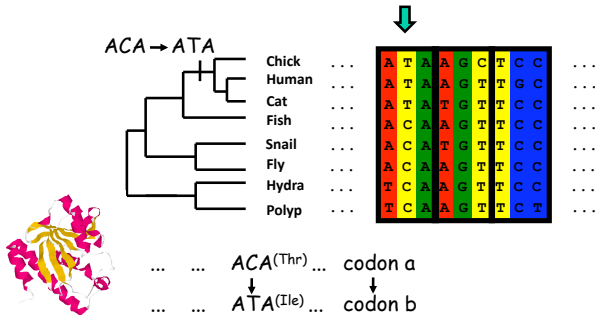 ACA→ATA
Chick ... A T A A G C T C C ...
Human ... A T A A G T T G C ...
Cat ... A T A T G T T C C ...
Fish ... A C A A G T T C C ...
Snail ... A C A T G T T C C ...
Fly ... A C A A G T T C C ...
Hydra ... T C A A G T T C C ...
Polyp ... T C A A G T T C T ...
... ... ACA(Thr)... codon a
... ... ATA(Ile)... codon b